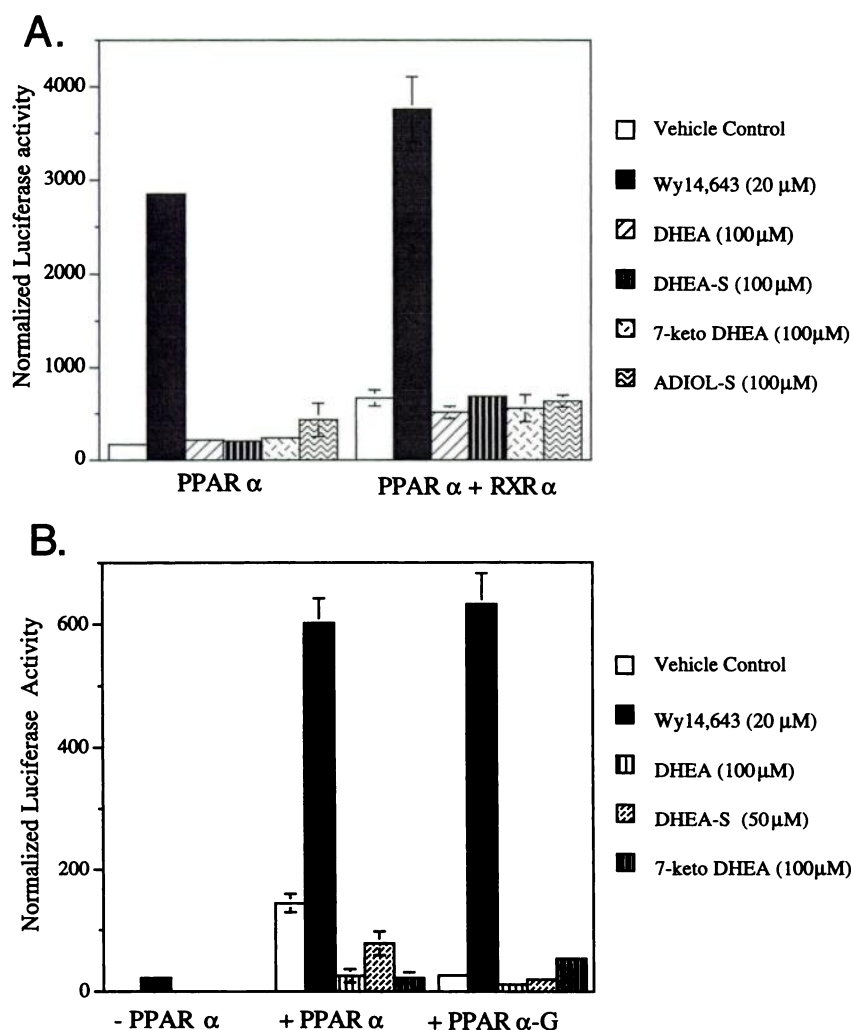 A.
Normalized Luciferase activity
4000
3000
2000
1000
0
PPAR α
PPAR α + RXR α
Vehicle Control
Wy14,643 (20 μM)
DHEA (100μM)
DHEA-S (100μM)
7-keto DHEA (100μM)
ADIOL-S (100μM)
B.
Normalized Luciferase Activity
600
400
200
0
- PPAR α
+ PPAR α
+ PPAR α-G
Vehicle Control
Wy14,643 (20 μM)
DHEA (100μM)
DHEA-S (50μM)
7-keto DHEA (100μM)